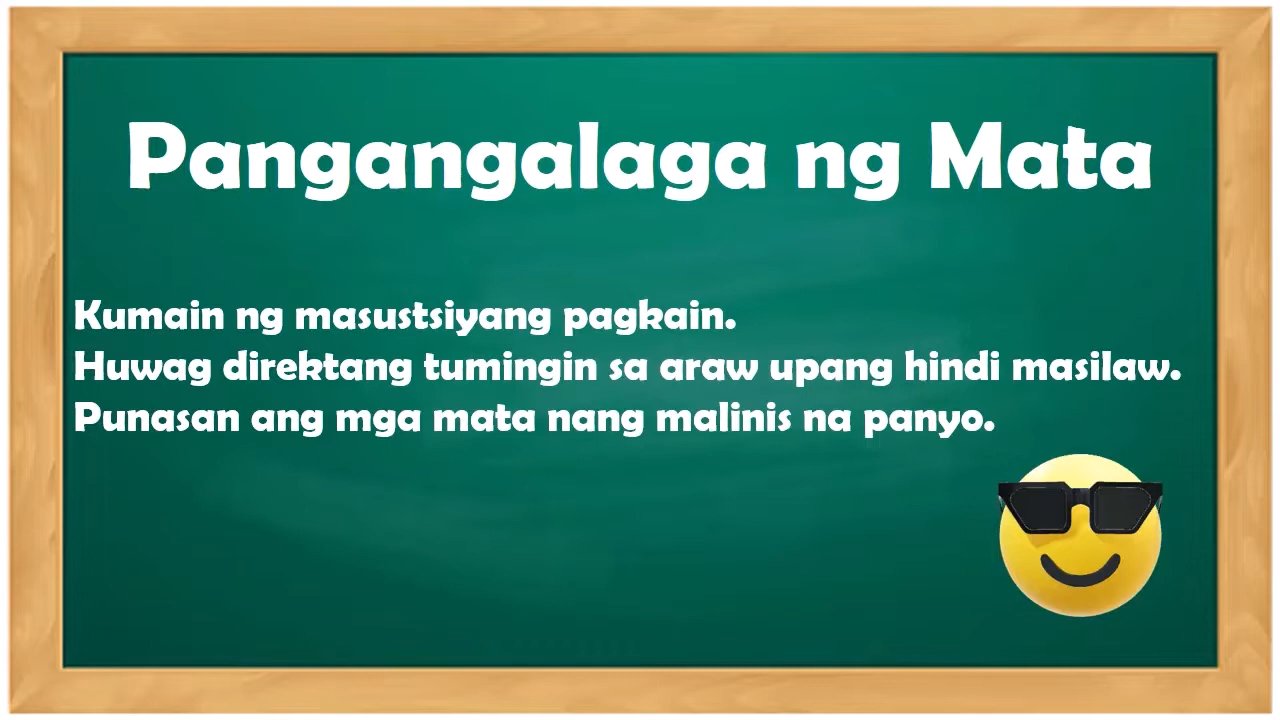 Pangangalaga ng Mata
Kumain ng masustsiyang pagkain.
Huwag direktang tumingin sa araw upang hindi masilaw.
Punasan ang mga mata nang malinis na panyo.